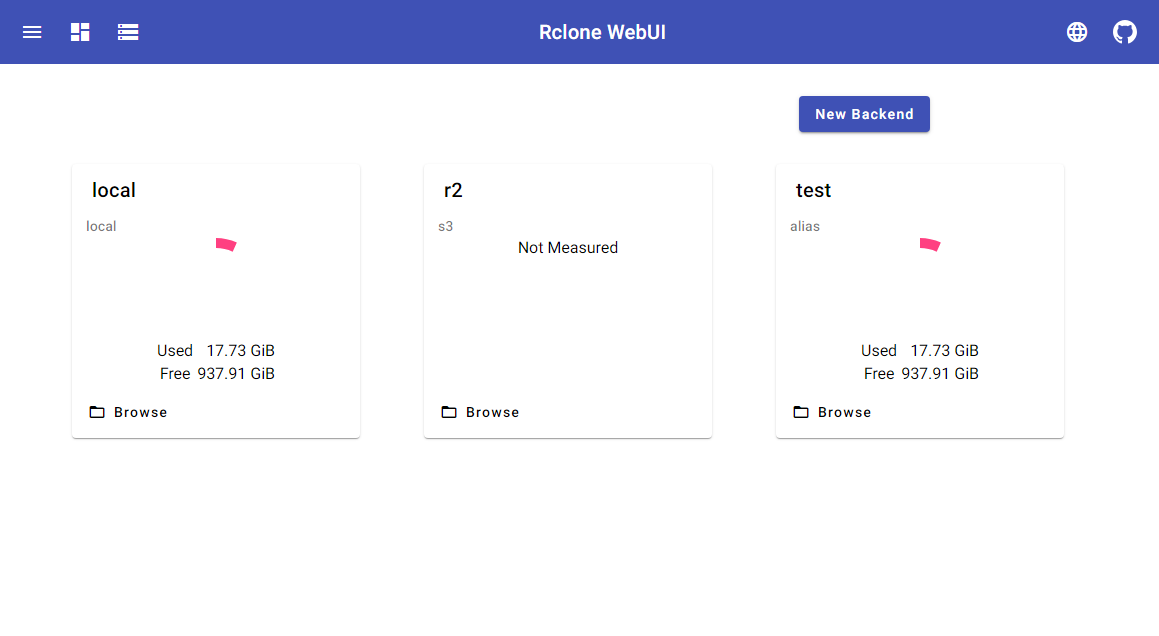 Rclone WebUI
New Backend
local
local
Used 17.73 GiB
Free 937.91 GiB
Browse
r2
s3
Not Measured
Browse
test
alias
Used 17.73 GiB
Free 937.91 GiB
Browse